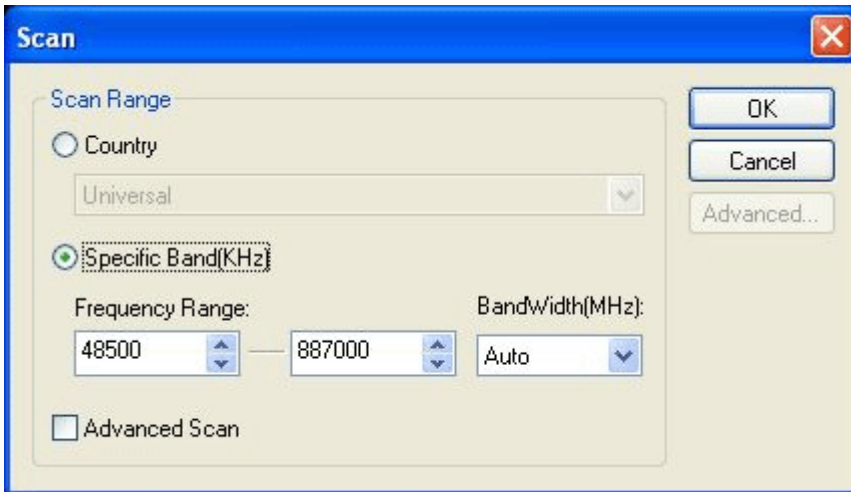 Scan
Scan Range
Country
Universal
Specific Band(KHz)
Frequency Range:
BandWidth(MHz):
48500
887000
Auto
Advanced Scan
OK
Cancel
Advanced...